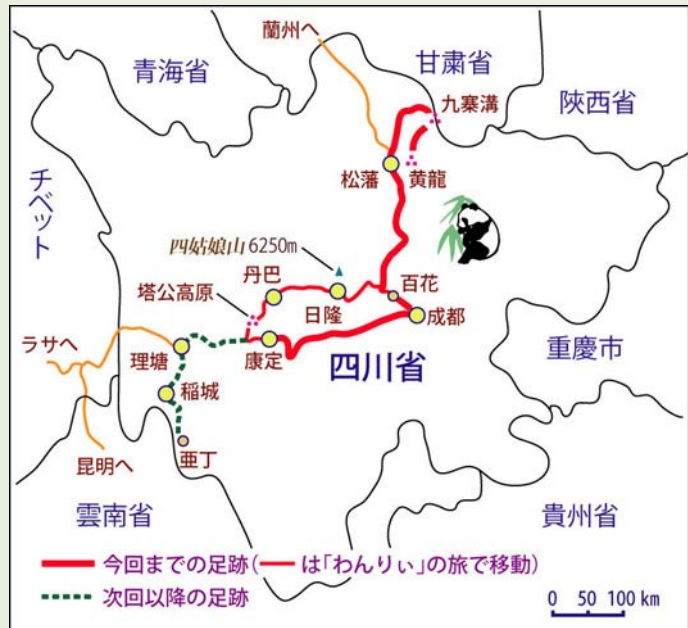 蘭州へ
青海省
甘粛省
九寨溝
陝西省
チベット
松藩
黄龍
四姑娘山 6250m
丹巴
塔公高原
日隆
百花
成都
ラサへ
理塘
康定
四川省
重慶市
稲城
昆明へ
亜丁
雲南省
貴州省
今回までの足跡(ーは「わんりぃ」の旅で移動)
次回以降の足跡
0 50 100 km